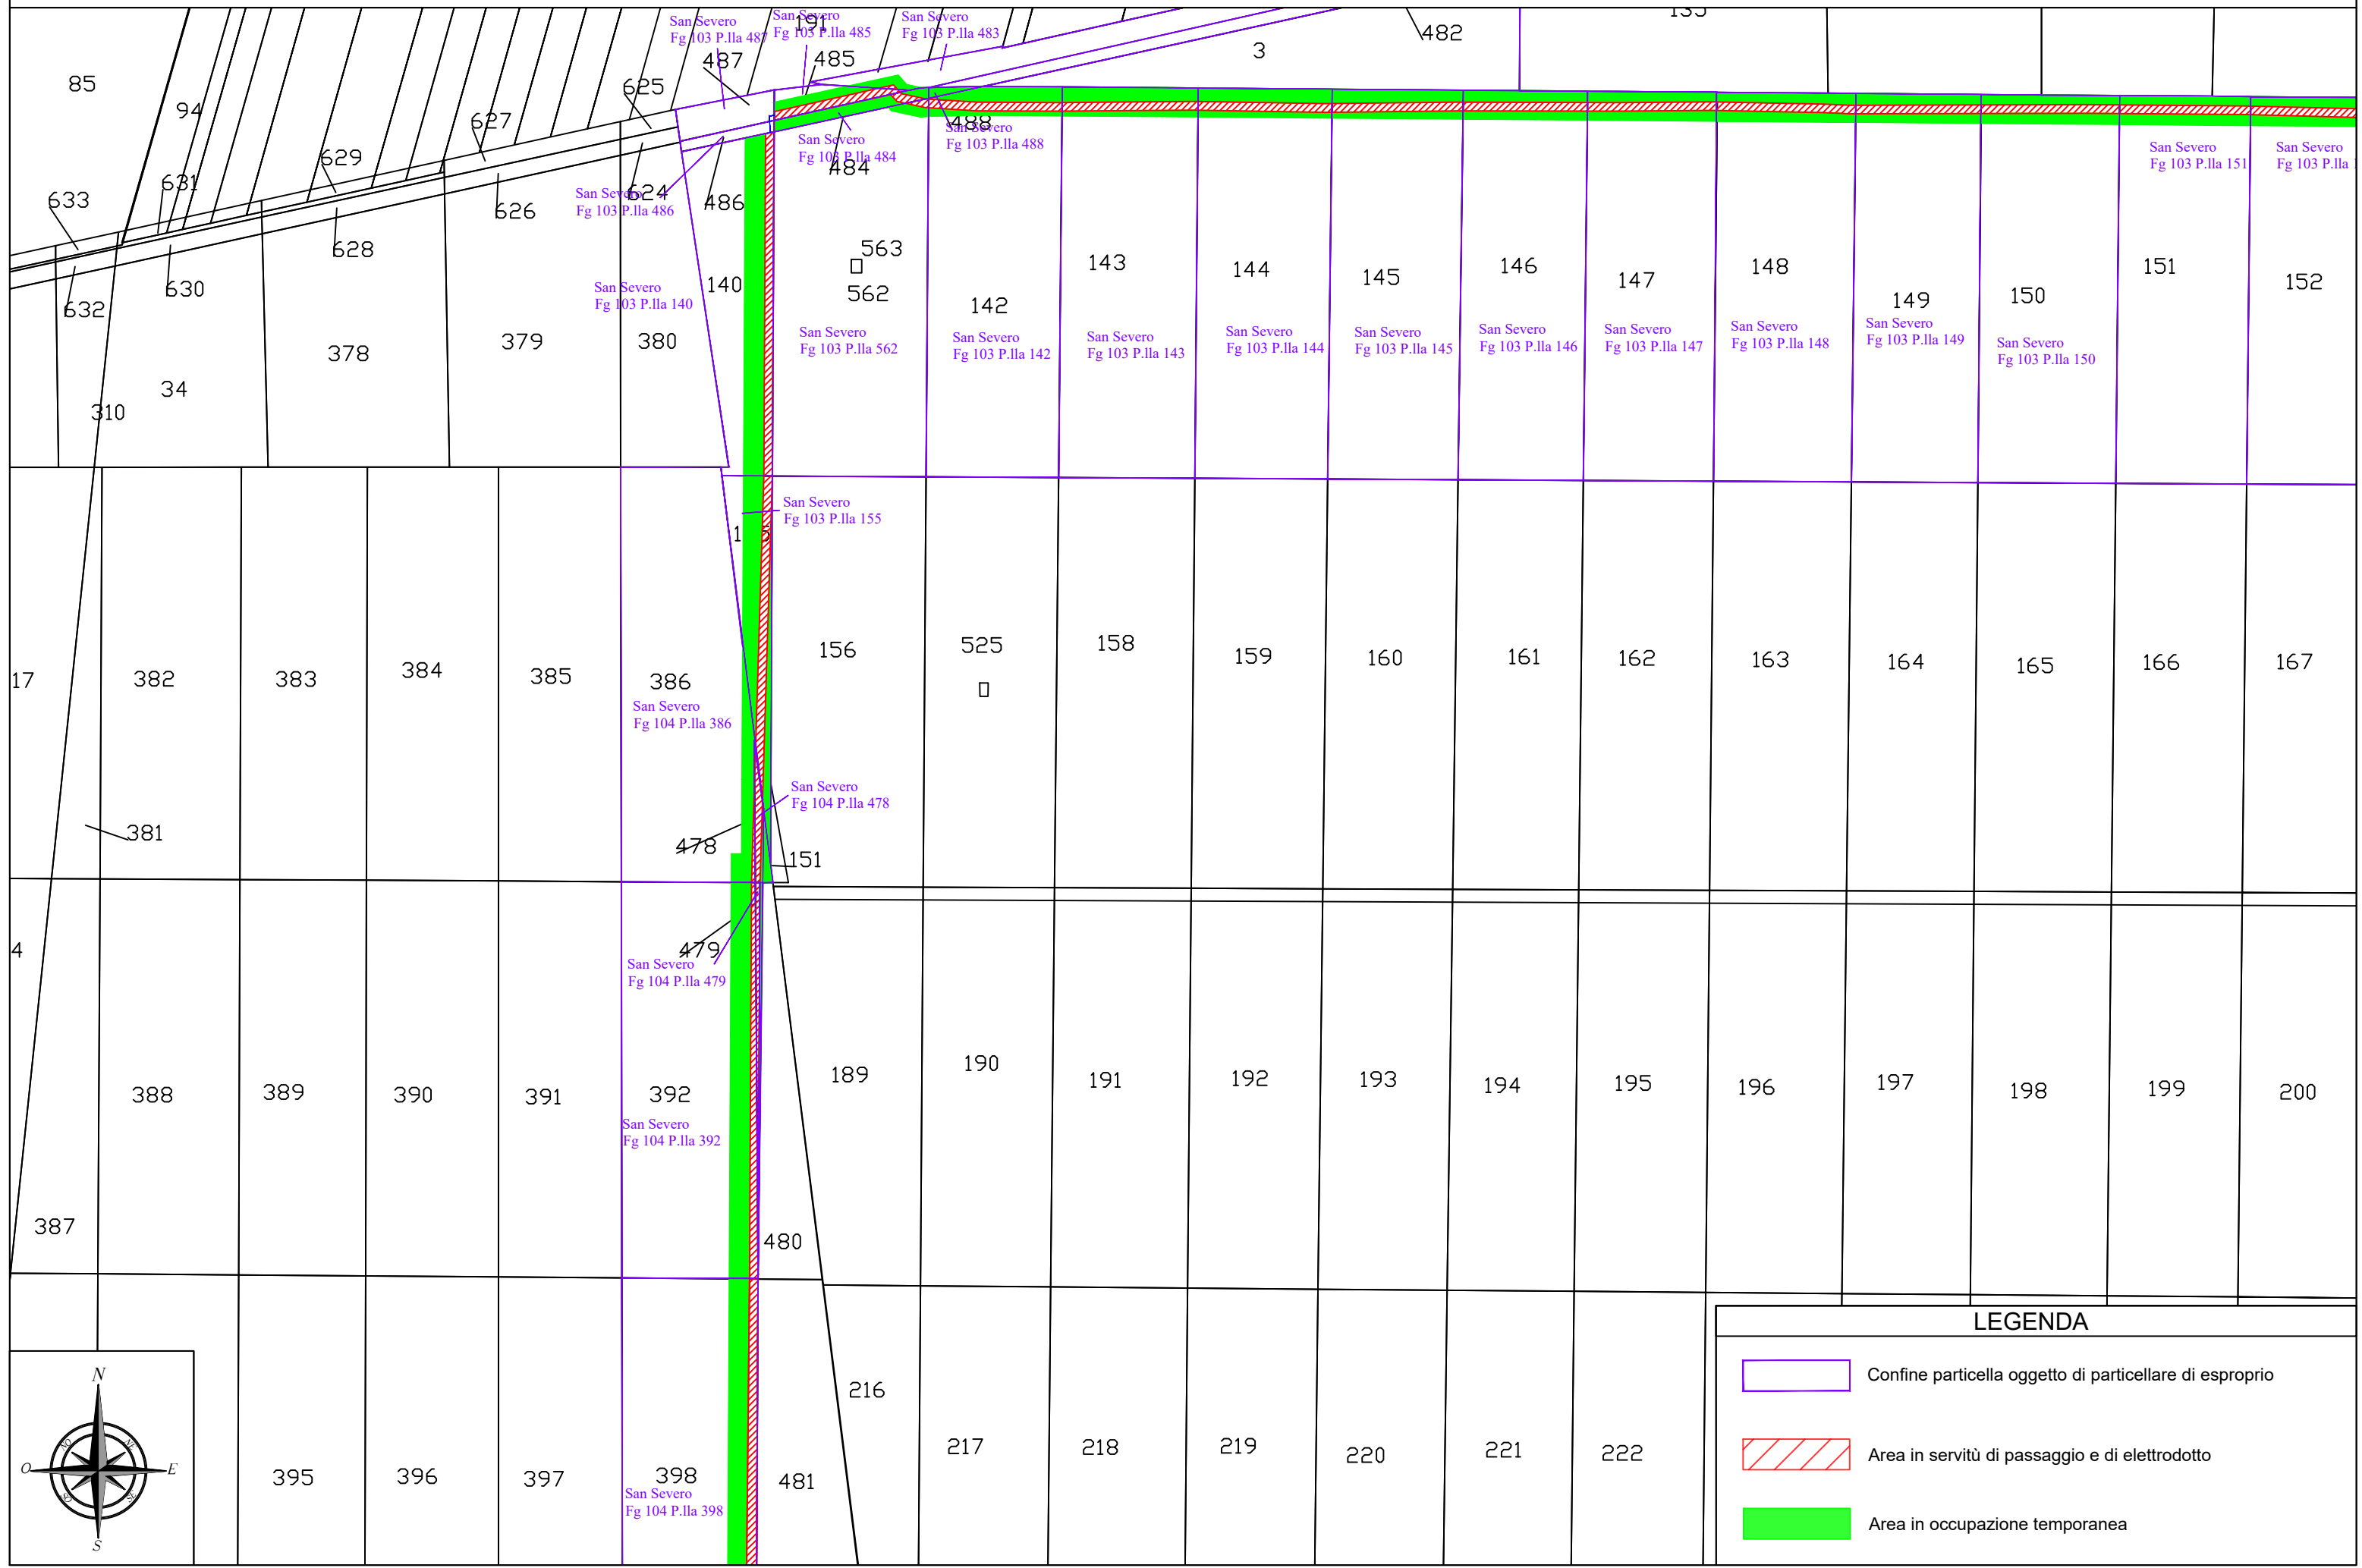 San Severo
Fg 103 P.lla 487
San Severo
Fg 103 P.lla 485
San Severo
Fg 103 P.lla 483
191
487
485
3
482
85
94
625
627
629
631
633
624
626
628
630
632
486
484
488
San Severo
Fg 103 P.lla 484
San Severo
Fg 103 P.lla 488
San Severo
Fg 103 P.lla 151
San Severo
Fg 103 P.lla
San Severo
Fg 103 P.lla 486
San Severo
Fg 103 P.lla 140
140
563
562
142
143
144
145
146
147
148
149
150
151
152
San Severo
Fg 103 P.lla 562
San Severo
Fg 103 P.lla 142
San Severo
Fg 103 P.lla 143
San Severo
Fg 103 P.lla 144
San Severo
Fg 103 P.lla 145
San Severo
Fg 103 P.lla 146
San Severo
Fg 103 P.lla 147
San Severo
Fg 103 P.lla 148
San Severo
Fg 103 P.lla 149
San Severo
Fg 103 P.lla 150
378
379
380
34
310
San Severo
Fg 103 P.lla 155
17
382
383
384
385
386
San Severo
Fg 104 P.lla 386
156
525
158
159
160
161
162
163
164
165
166
167
San Severo
Fg 104 P.lla 478
381
478
151
4
479
San Severo
Fg 104 P.lla 479
388
389
390
391
392
San Severo
Fg 104 P.lla 392
189
190
191
192
193
194
195
196
197
198
199
200
387
480
216
217
218
219
220
221
222
395
396
397
398
San Severo
Fg 104 P.lla 398
481
N
NO
NE
O
E
SO
SE
S
LEGENDA
Confine particella oggetto di particellare di esproprio
Area in servitù di passaggio e di elettrodotto
Area in occupazione temporanea